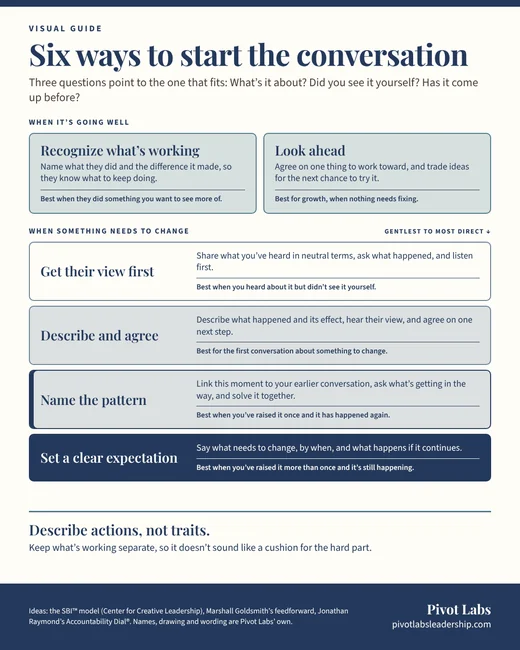 VISUAL GUIDE
Six ways to start the conversation
Three questions point to the one that fits: What's it about? Did you see it yourself? Has it come
up before?
WHEN IT'S GOING WELL
Recognize what's working
Name what they did and the difference it made, so
they know what to keep doing.
Best when they did something you want to see more of.
Look ahead
Agree on one thing to work toward, and trade ideas
for the next chance to try it.
Best for growth, when nothing needs fixing.
WHEN SOMETHING NEEDS TO CHANGE
GENTLEST TO MOST DIRECT ↓
Get their view first
Share what you've heard in neutral terms, ask what happened, and listen
first.
Best when you heard about it but didn't see it yourself.
Describe and agree
Describe what happened and its effect, hear their view, and agree on one
next step.
Best for the first conversation about something to change.
Name the pattern
Link this moment to your earlier conversation, ask what's getting in the
way, and solve it together.
Best when you've raised it once and it has happened again.
Set a clear expectation
Say what needs to change, by when, and what happens if it continues.
Best when you've raised it more than once and it's still happening.
Describe actions, not traits.
Keep what's working separate, so it doesn't sound like a cushion for the hard part.
Ideas: the SBI™ model (Center for Creative Leadership), Marshall Goldsmith's feedforward, Jonathan
Raymond's Accountability Dial®. Names, drawing and wording are Pivot Labs' own.
Pivot Labs
pivotlabsleadership.com